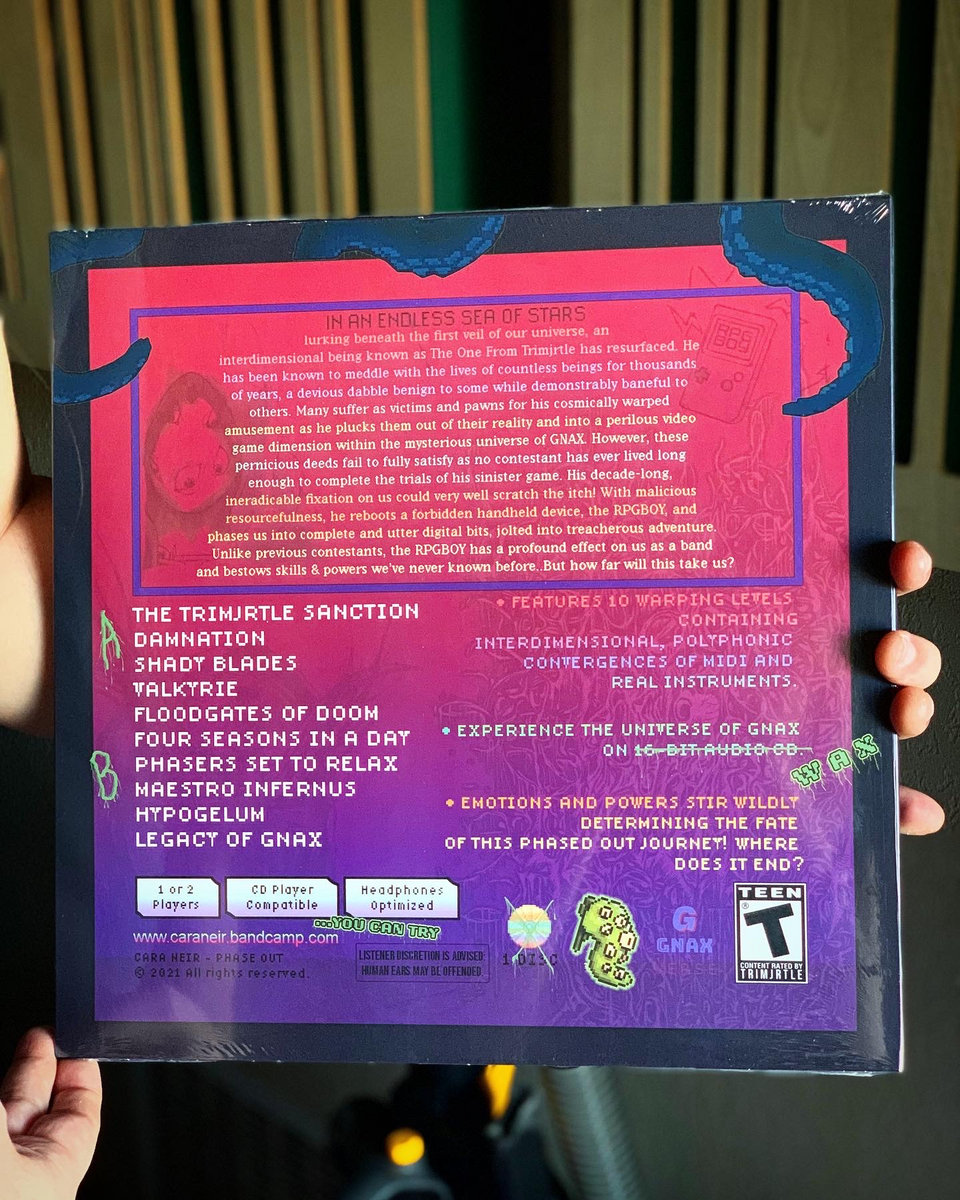 IN AN ENDLESS SEA OF STARS
lurking beneath the first veil of our universe, an
interdimensional being known as The One From Trimjrtle has resurfaced. He
has been known to meddle with the lives of countless beings for thousands
of years, a devious dabble benign to some while demonstrably baneful to
others. Many suffer as victims and pawns for his cosmically warped
amusement as he plucks them out of their reality and into a perilous video
game dimension within the mysterious universe of GNAX. However, these
pernicious deeds fail to fully satisfy as no contestant has ever lived long
enough to complete the trials of his sinister game. His decade-long,
ineradicable fixation on us could very well scratch the itch! With malicious
resourcefulness, he reboots a forbidden handheld device, the RPGBOY, and
phases us into complete and utter digital bits, jolted into treacherous adventure.
Unlike previous contestants, the RPGBOY has a profound effect on us as a band
and bestows skills & powers we've never known before..But how far will this take us?
A
THE TRIMJRTLE SANCTION
DAMNATION
SHADY BLADES
VALKYRIE
FLOODGATES OF DOOM
FOUR SEASONS IN A DAY
B
PHASERS SET TO RELAX
MAESTRO INFERNUS
HYPOGELUM
LEGACY OF GNAX
• FEATURES 10 WARPING LEVELS
CONTAINING
INTERDIMENSIONAL, POLYPHONIC
CONVERGENCES OF MIDI AND
REAL INSTRUMENTS.
• EXPERIENCE THE UNIVERSE OF GNAX
ON 16-BIT AUDIO CD.
WAX
• EMOTIONS AND POWERS STIR WILDLY
DETERMINING THE FATE
OF THIS PHASED OUT JOURNEY! WHERE
DOES IT END?
1 or 2
Players
CD Player
Compatible
Headphones
Optimized
...YOU CAN TRY
www.caraneir.bandcamp.com
CARA NEIR - PHASE OUT
© 2021 All rights reserved.
LISTENER DISCRETION IS ADVISED:
HUMAN EARS MAY BE OFFENDED.
1 DISC
G
GNAX
TEEN
T
®
CONTENT RATED BY
TRIMJRTLE